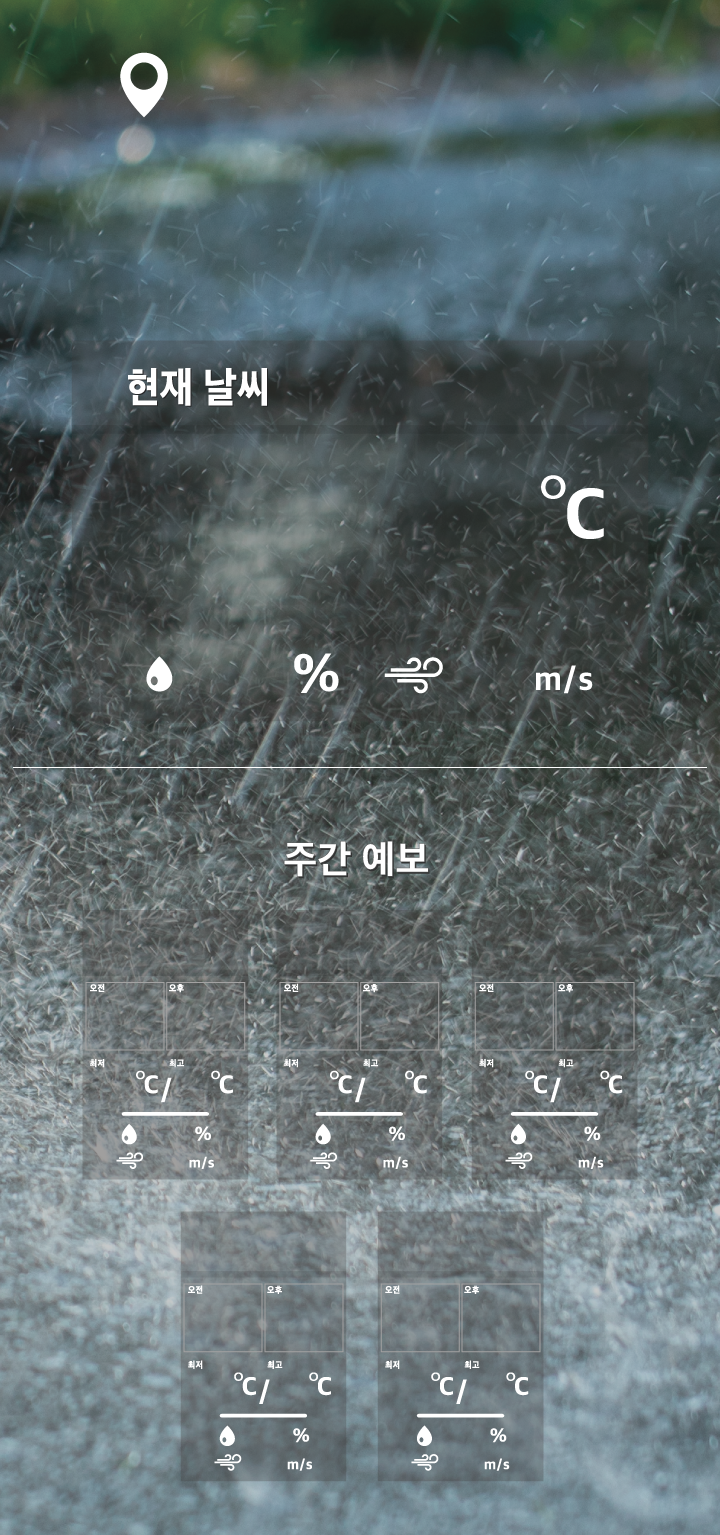 현재 날씨
℃
% m/s
주간 예보
오전 오후 오전 오후 오전 오후
최저 최고 최저 최고 최저 최고
℃/ ℃ ℃/ ℃ ℃/ ℃
% % %
m/s m/s m/s
오전 오후 오전 오후
최저 최고 최저 최고
℃/ ℃ ℃/ ℃
% %
m/s m/s